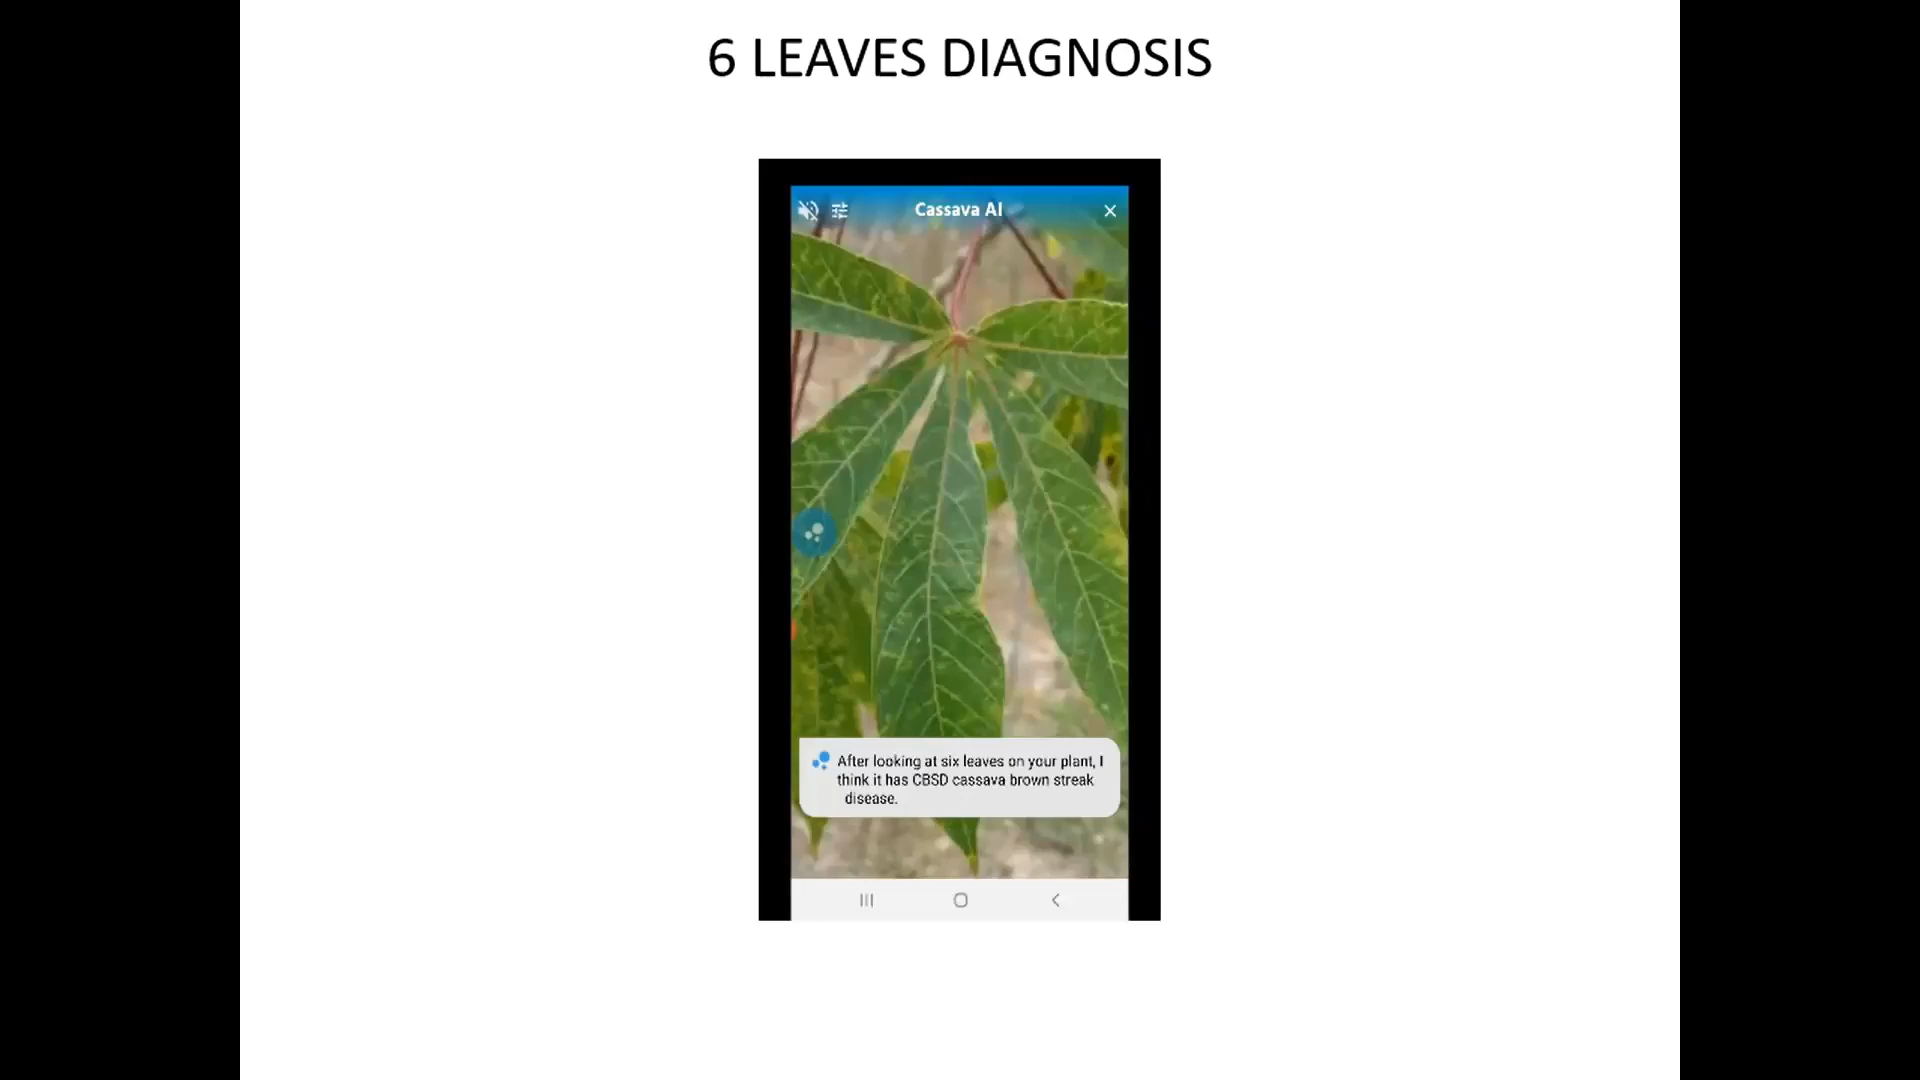 6 LEAVES DIAGNOSIS
Cassava AI
After looking at six leaves on your plant, I
think it has CBSD cassava brown streak
disease.